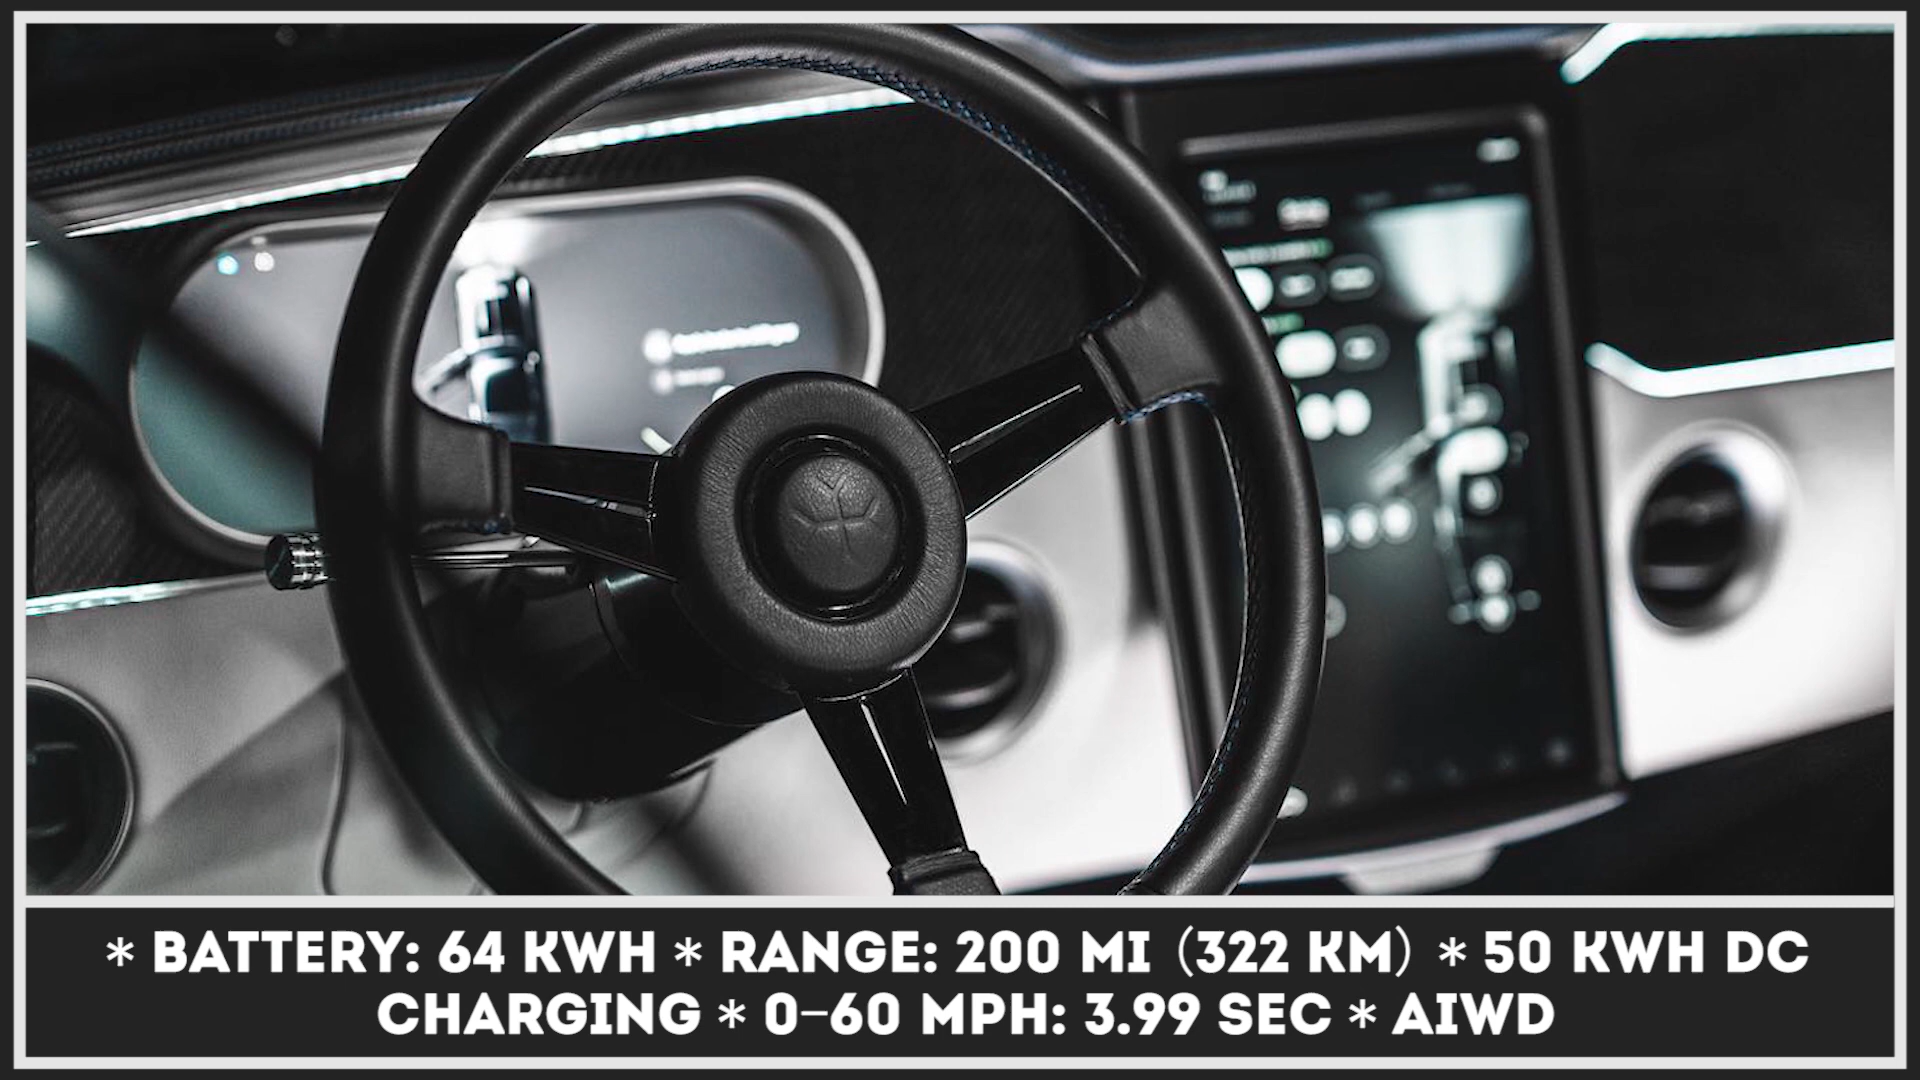 * BATTERY: 64 KWH * RANGE: 200 MI (322 KM) * 50 KWH DC
CHARGING * 0–60 MPH: 3.99 SEC * AIWD